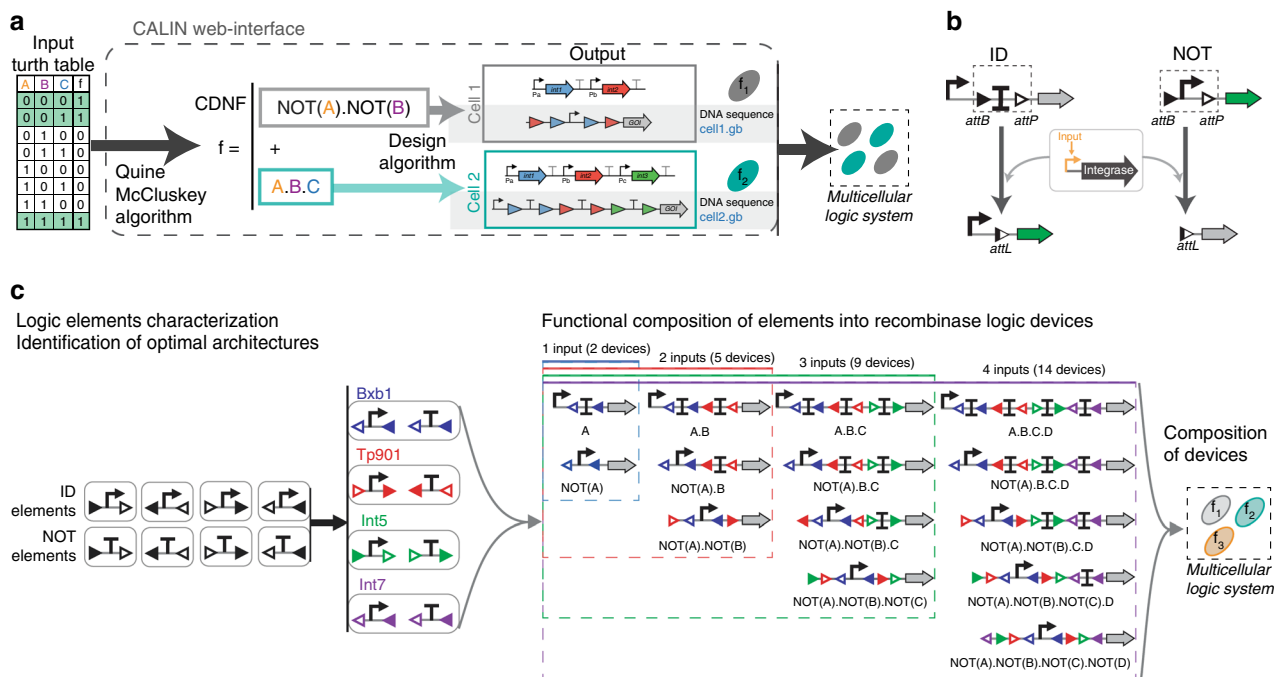 a
CALIN web-interface
Input
turth table
A B C f
0 0 0 1
0 0 1 1
0 1 0 0
0 1 1 0
1 0 0 0
1 0 1 0
1 1 0 0
1 1 1 1
Quine
McCluskey
algorithm
CDNF
f =
NOT(A).NOT(B)
+
A.B.C
Design
algorithm
Output
Cell 1
Pa int1 Pb int2
GOI
f1
DNA sequence
cell1.gb
Cell 2
Pa int1 Pb int2 Pc int3
GOI
f2
DNA sequence
cell2.gb
Multicellular
logic system
b
ID
NOT
attB attP
attB attP
Input
Integrase
attL
attL
c
Logic elements characterization
Identification of optimal architectures
ID
elements
NOT
elements
Bxb1
Tp901
Int5
Int7
Functional composition of elements into recombinase logic devices
1 input (2 devices)
2 inputs (5 devices)
3 inputs (9 devices)
4 inputs (14 devices)
A
A.B
A.B.C
A.B.C.D
NOT(A)
NOT(A).B
NOT(A).B.C
NOT(A).B.C.D
NOT(A).NOT(B)
NOT(A).NOT(B).C
NOT(A).NOT(B).C.D
NOT(A).NOT(B).NOT(C)
NOT(A).NOT(B).NOT(C).D
NOT(A).NOT(B).NOT(C).NOT(D)
Composition
of devices
f1
f2
f3
Multicellular
logic system